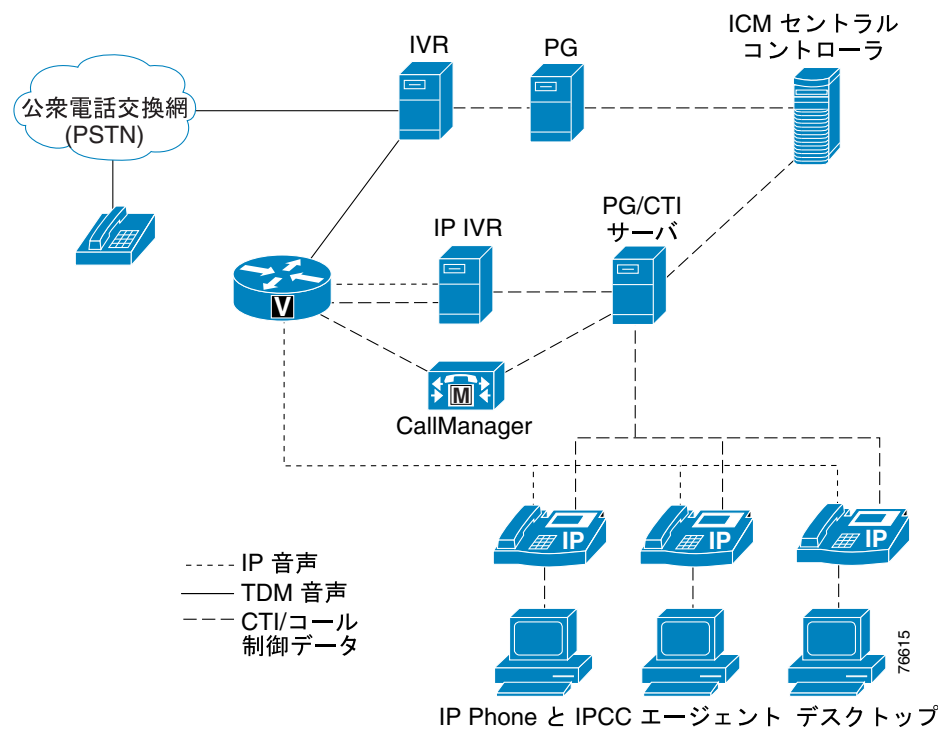 IVR
PG
ICM セントラル
コントローラ
公衆電話交換網
(PSTN)
IP IVR
PG/CTI
サーバ
V
M
CallManager
IP
IP
IP
IP 音声
TDM 音声
CTI/コール
制御データ
76615
IP Phone と IPCC エージェント デスクトップ